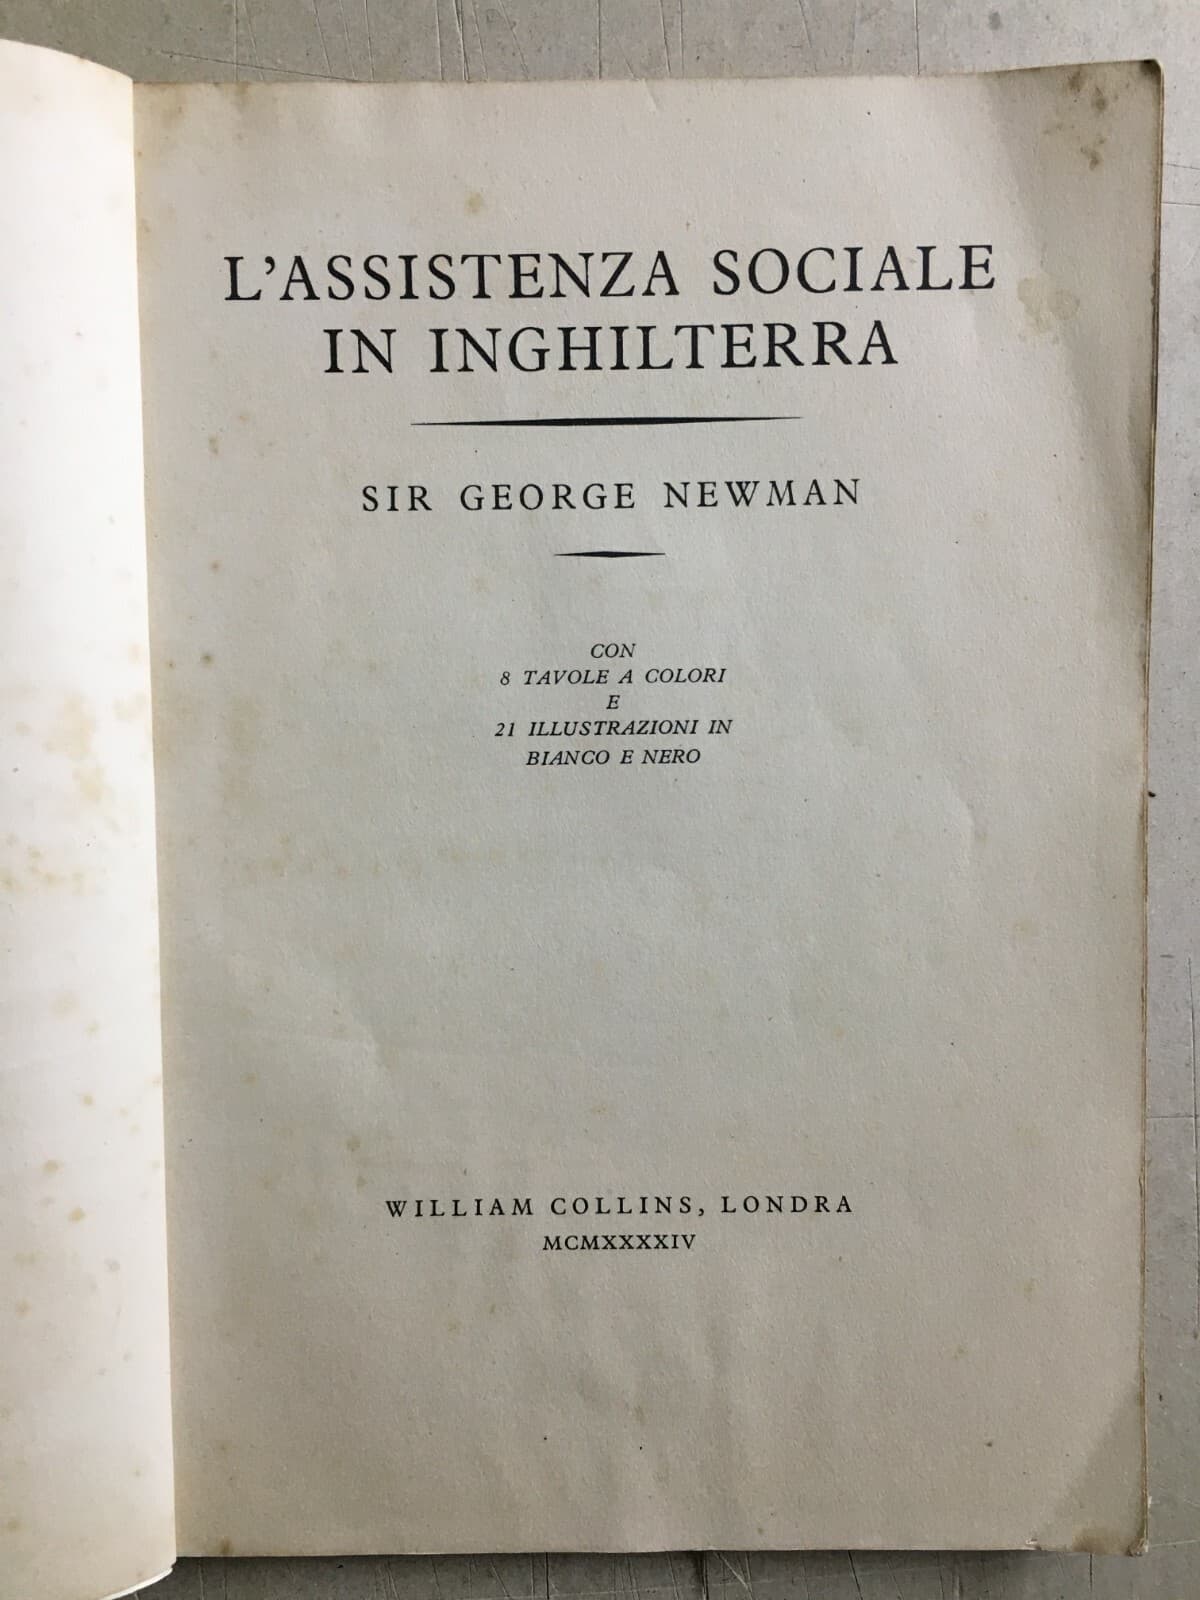 L'ASSISTENZA SOCIALE
IN INGHILTERRA
SIR GEORGE NEWMAN
CON
8 TAVOLE A COLORI
E
21 ILLUSTRAZIONI IN
BIANCO E NERO
WILLIAM COLLINS, LONDRA
MCMXXXXIV